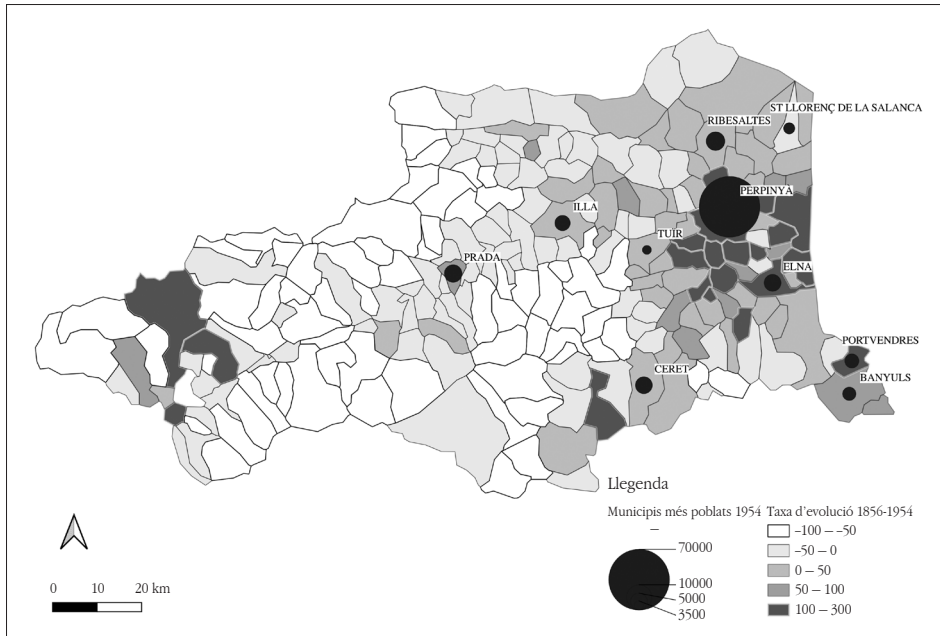 ST LLORENÇ DE LA SALANCA
RIBESALTES
PERPINYA
ILLA
TUIR
PRADA
ELNA
PORTVENDRES
CERET
BANYULS
Llegenda
Municipis més poblats 1954
70000
10000
5000
3500
Taxa d'evolució 1856-1954
–100 – –50
–50 – 0
0 – 50
50 – 100
100 – 300
0 10 20 km